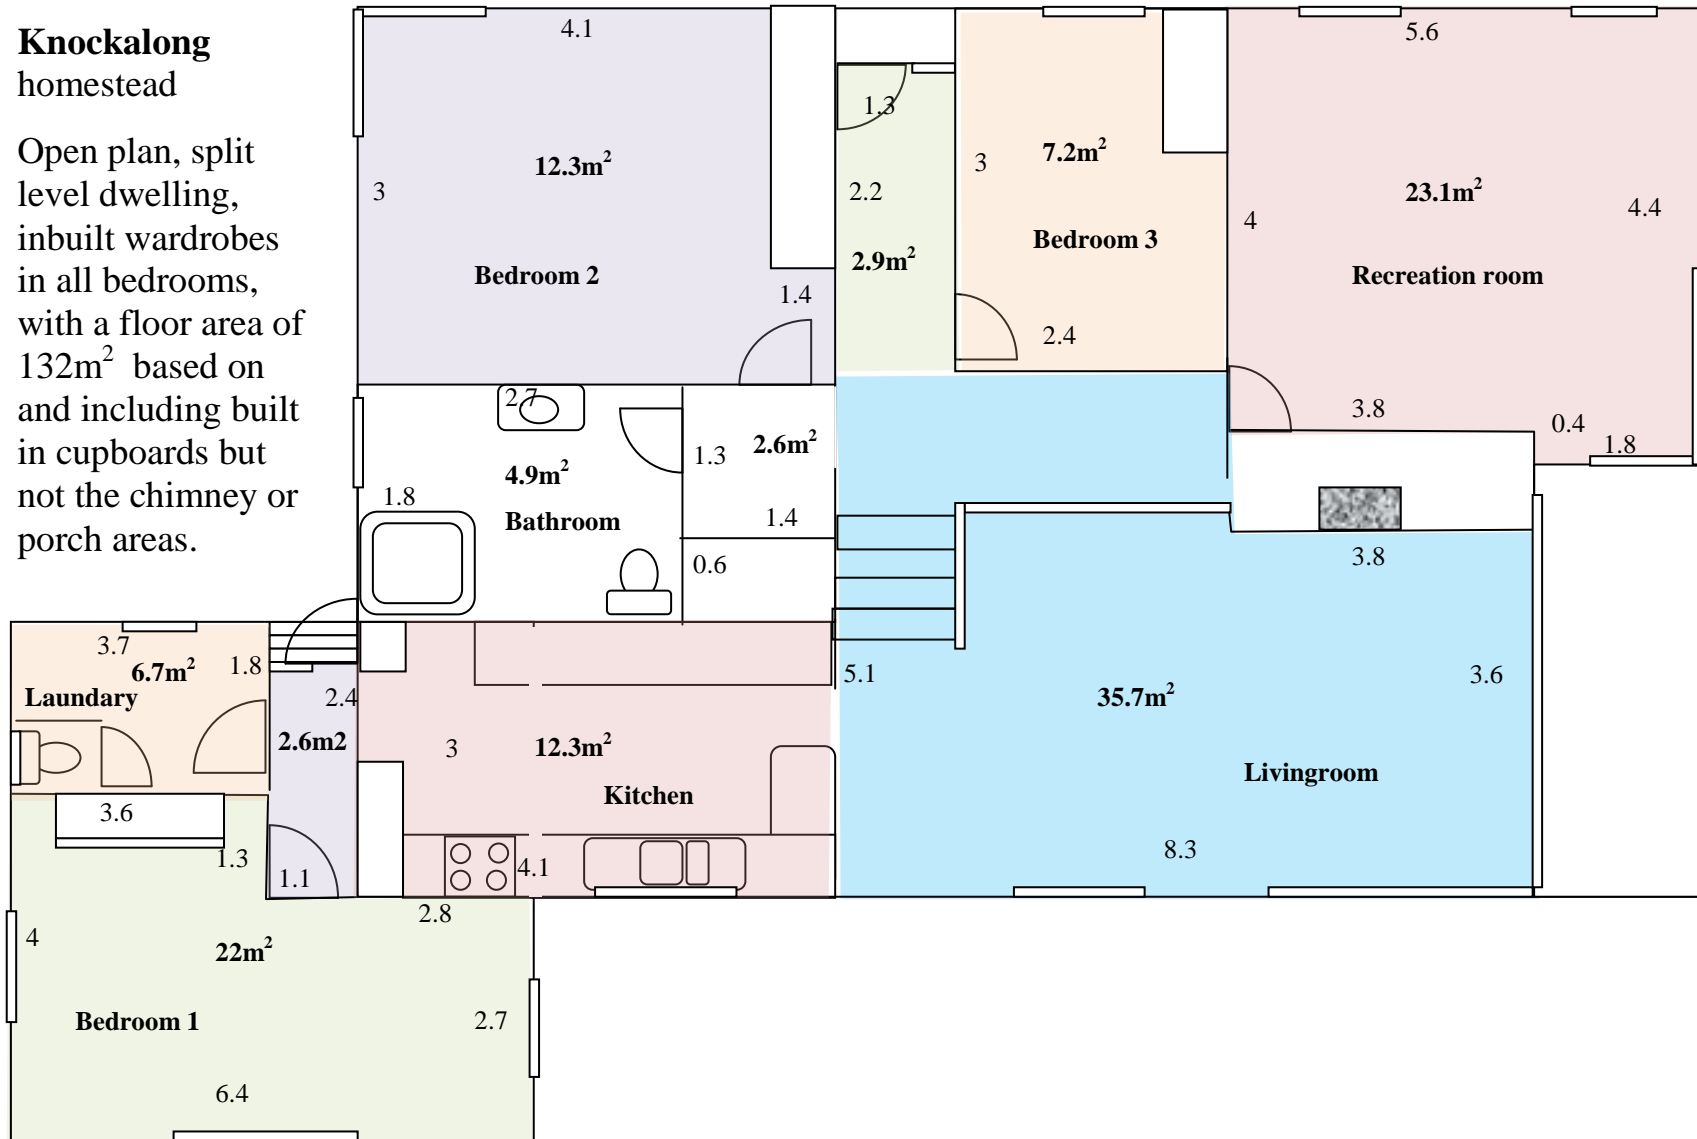 Knockalong
homestead
Open plan, split
level dwelling,
inbuilt wardrobes
in all bedrooms,
with a floor area of
132m² based on
and including built
in cupboards but
not the chimney or
porch areas.
4.1
12.3m²
3
Bedroom 2
1.4
1.3
2.2
2.9m²
3
7.2m²
Bedroom 3
2.4
5.6
23.1m²
4
4.4
Recreation room
3.8
0.4
1.8
2.7
4.9m²
1.8
Bathroom
1.3
2.6m²
1.4
0.6
3.8
5.1
35.7m²
3.6
Livingroom
8.3
3.7
6.7m²
1.8
Laundary
2.4
2.6m2
1.1
3
12.3m²
Kitchen
4.1
3.6
1.3
2.8
4
22m²
Bedroom 1
2.7
6.4